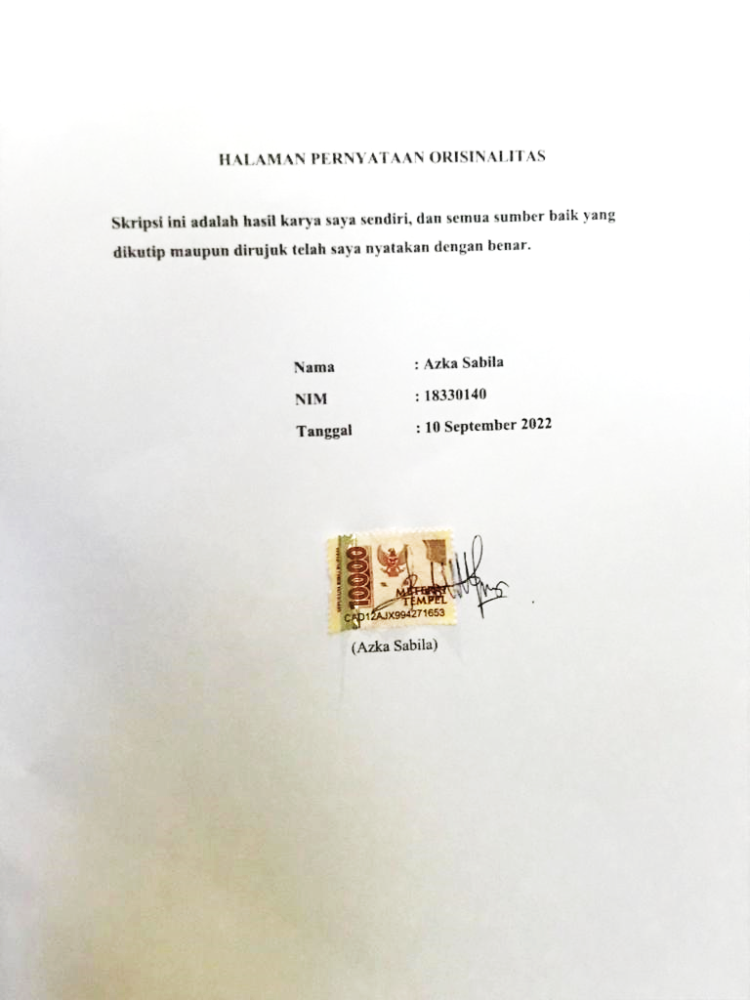 HALAMAN PERNYATAAN ORISINALITAS
Skripsi ini adalah hasil karya saya sendiri, dan semua sumber baik yang
dikutip maupun dirujuk telah saya nyatakan dengan benar.
Nama : Azka Sabila
NIM : 18330140
Tanggal : 10 September 2022
10000
METERAI
TEMPEL
CAD12AJX994271653
(Azka Sabila)